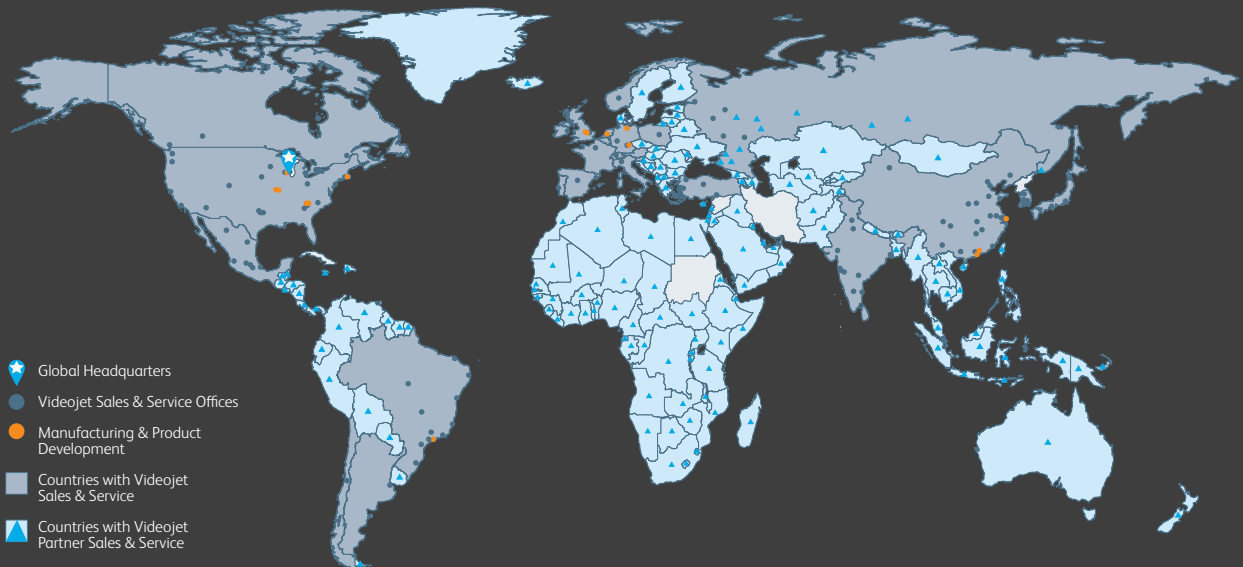 Global Headquarters
Videojet Sales & Service Offices
Manufacturing & Product
Development
Countries with Videojet
Sales & Service
Countries with Videojet
Partner Sales & Service